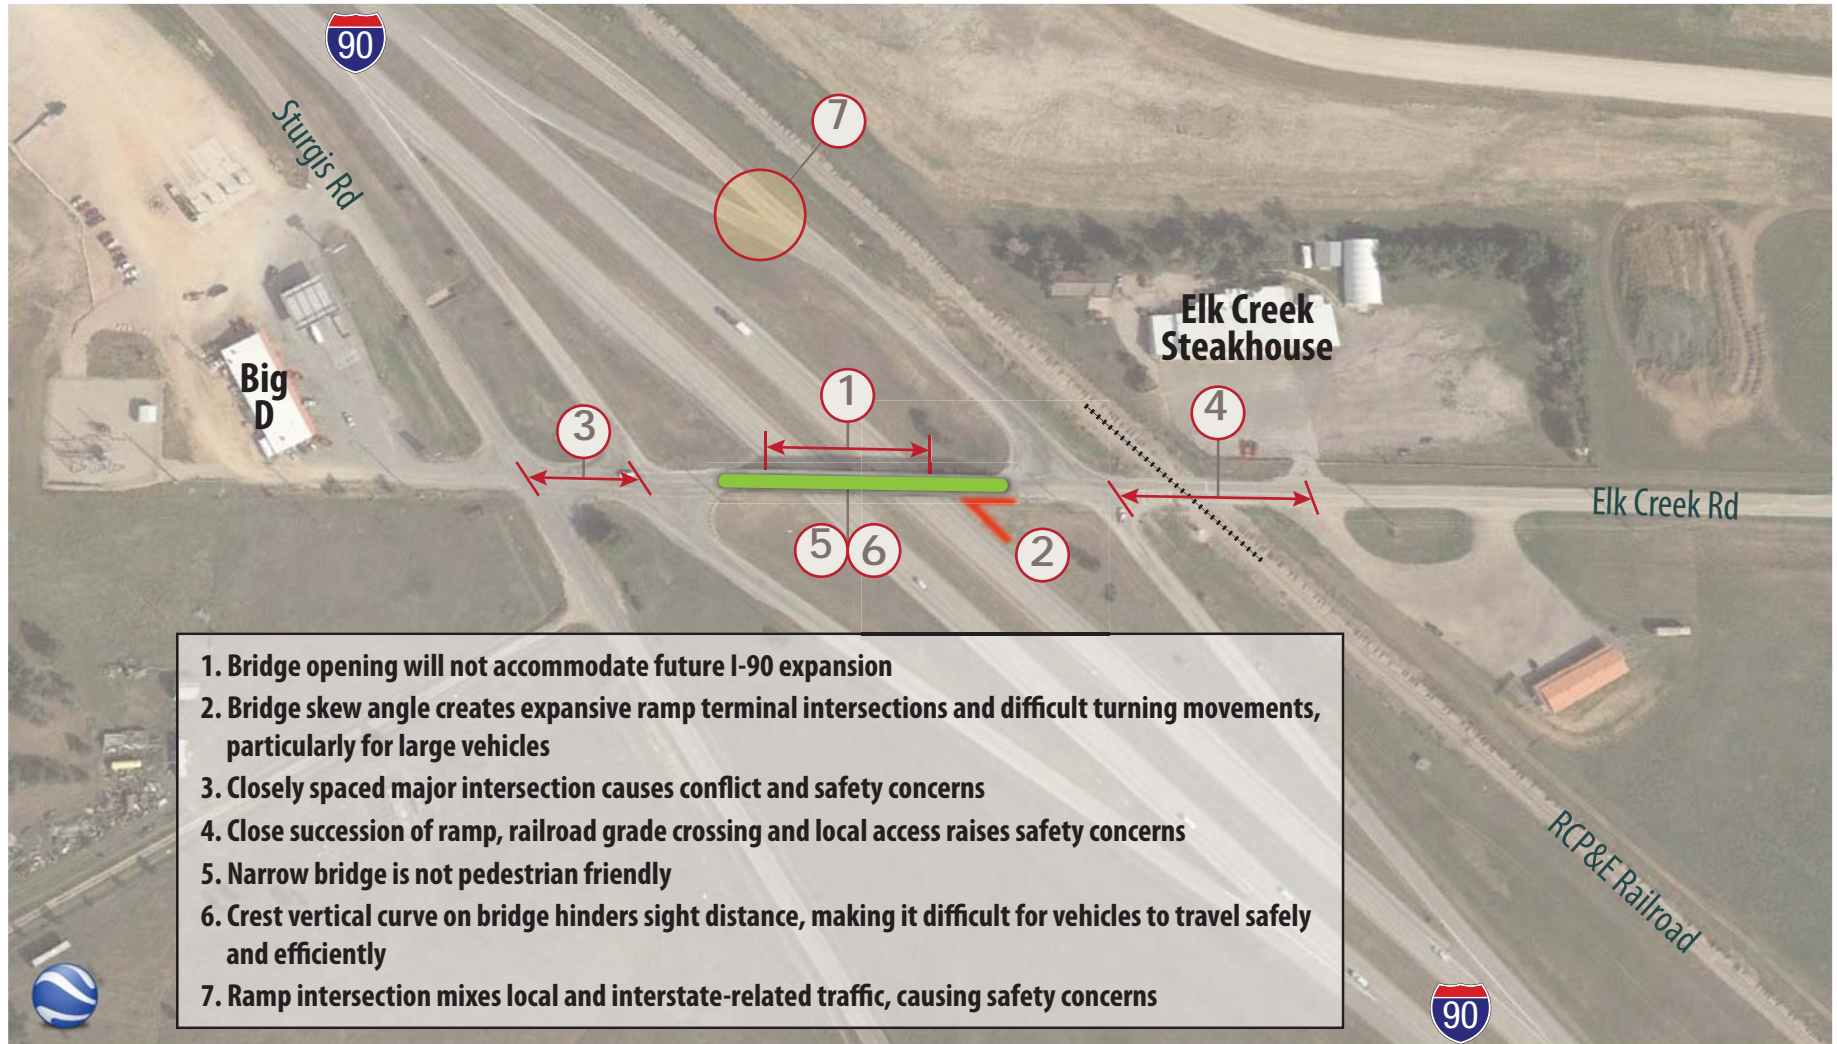 90
7
Sturgis Rd
Elk Creek
Steakhouse
Big
D
1
3
4
Elk Creek Rd
5
6
2
1. Bridge opening will not accommodate future I-90 expansion
2. Bridge skew angle creates expansive ramp terminal intersections and difficult turning movements,
particularly for large vehicles
3. Closely spaced major intersection causes conflict and safety concerns
4. Close succession of ramp, railroad grade crossing and local access raises safety concerns
5. Narrow bridge is not pedestrian friendly
6. Crest vertical curve on bridge hinders sight distance, making it difficult for vehicles to travel safely
and efficiently
7. Ramp intersection mixes local and interstate-related traffic, causing safety concerns
RCP&E Railroad
90